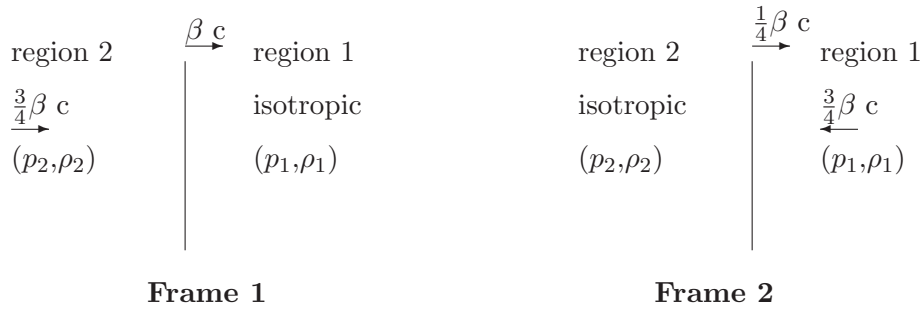 β c
region 2
region 1
¾β c
isotropic
(p₂,ρ₂)
(p₁,ρ₁)
Frame 1
¼β c
region 2
region 1
isotropic
¾β c
(p₂,ρ₂)
(p₁,ρ₁)
Frame 2